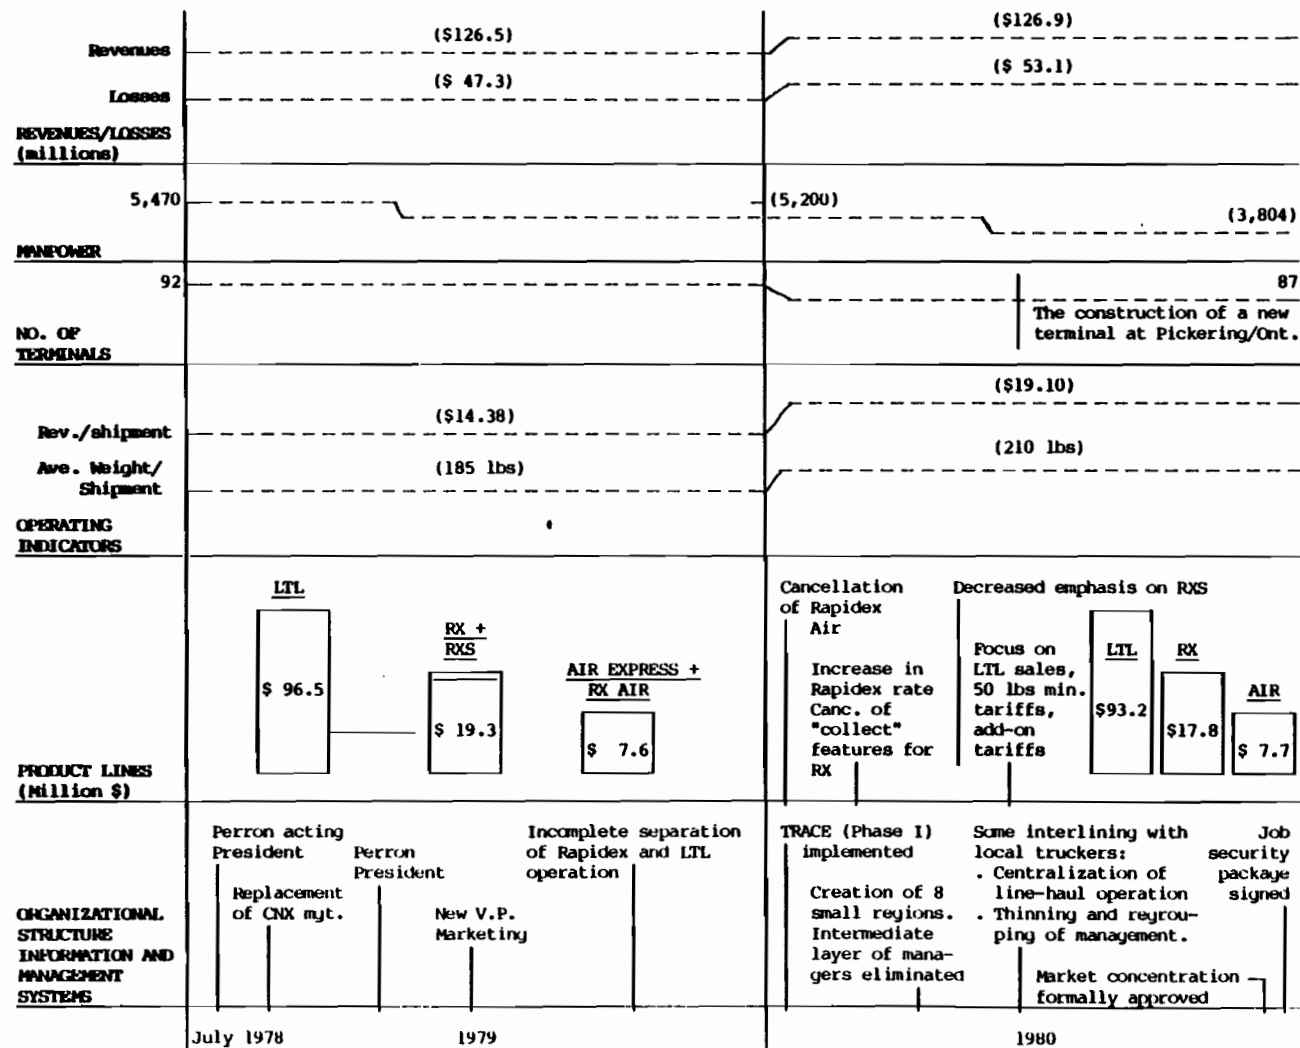 ($126.5)
($126.9)
Revenues
($ 47.3)
($ 53.1)
Losses
REVENUES/LOSSES
(millions)
5,470
(5,200)
(3,804)
MANPOWER
92
87
The construction of a new
terminal at Pickering/Ont.
NO. OF
TERMINALS
($14.38)
($19.10)
Rev./shipment
(185 lbs)
(210 lbs)
Ave. Weight/
Shipment
OPERATING
INDICATORS
LTL
$ 96.5
RX +
RXS
$ 19.3
AIR EXPRESS +
RX AIR
$ 7.6
Cancellation
of Rapidex
Air
Increase in
Rapidex rate
Canc. of
"collect"
features for
RX
Decreased emphasis on RXS
Focus on
LTL sales,
50 lbs min.
tariffs,
add-on
tariffs
LTL
$93.2
RX
$17.8
AIR
$ 7.7
PRODUCT LINES
(Million $)
Perron acting
President
Replacement
of CNX myt.
Perron
President
New V.P.
Marketing
Incomplete separation
of Rapidex and LTL
operation
TRACE (Phase I)
implemented
Creation of 8
small regions.
Intermediate
layer of mana-
gers eliminated
Some interlining with
local truckers:
. Centralization of
line-haul operation
. Thinning and regrou-
ping of management.
Market concentration
formally approved
Job
security
package
signed
ORGANIZATIONAL
STRUCTURE
INFORMATION AND
MANAGEMENT
SYSTEMS
July 1978
1979
1980